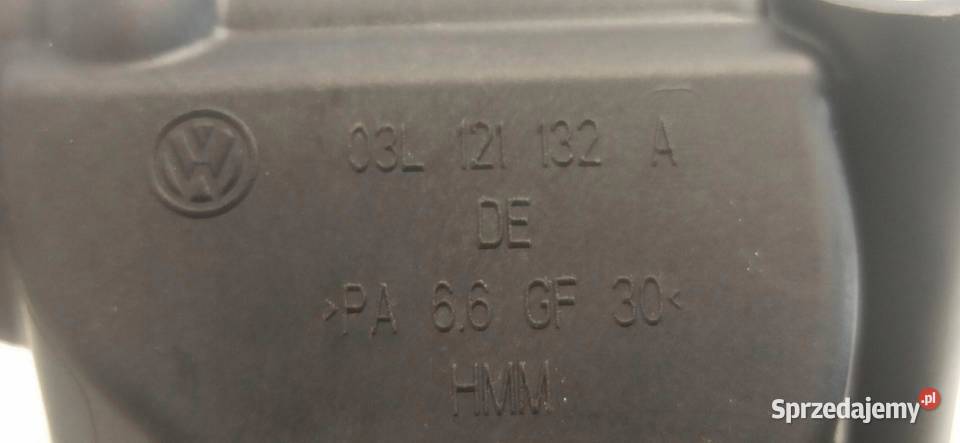 03L 121 132 A
DE
>PA 6.6 GF 30<
HMM
Sprzedajemy.pl